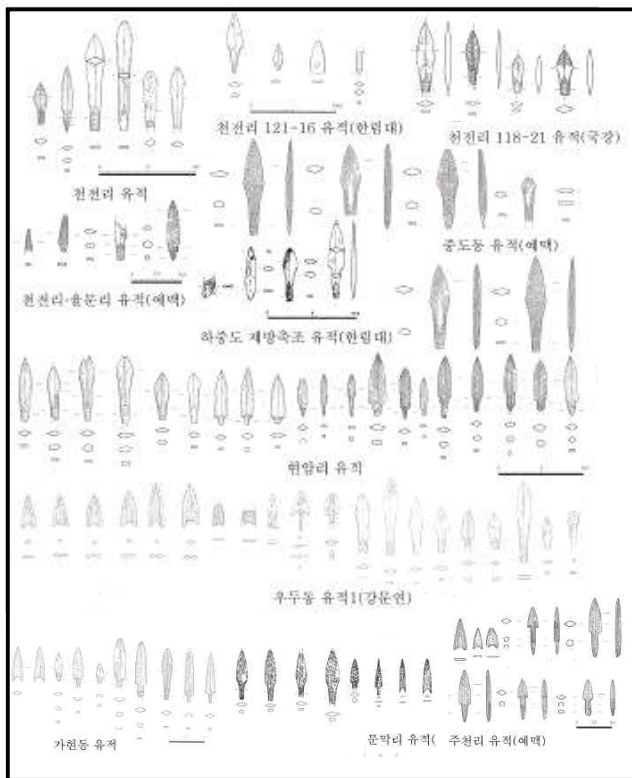 천전리 121-16 유적(한림대)
천전리 118-21 유적(국강)
천전리 유적
중도동 유적(예맥)
천전리·율문리 유적(예맥)
하중도 제방축조 유적(한림대)
현암리 유적
우두동 유적1(강문연)
가현동 유적
문막리 유적(
주천리 유적(예맥)